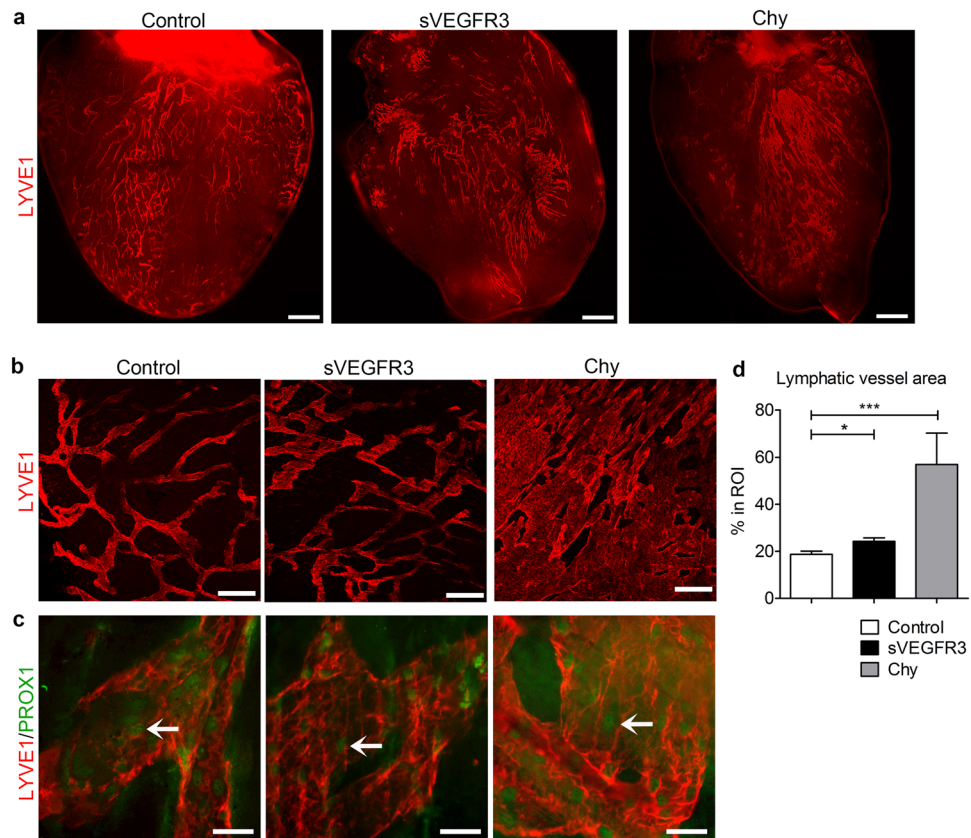 a
Control
sVEGFR3
Chy
LYVE1
b
Control
sVEGFR3
Chy
LYVE1
c
LYVE1/PROX1
d
Lymphatic vessel area
% in ROI
80
60
40
20
0
***
*
Control
sVEGFR3
Chy